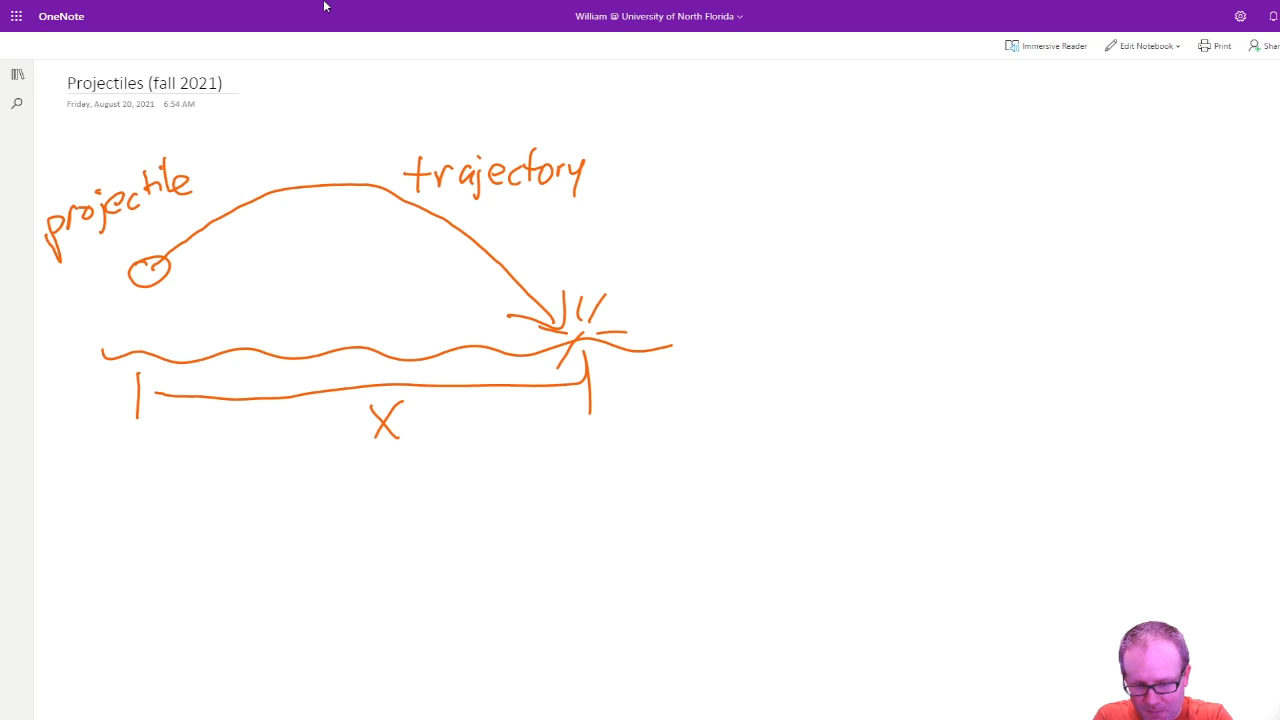 OneNote
William @ University of North Florida
Immersive Reader
Edit Notebook
Print
Projectiles (fall 2021)
Friday, August 20, 2021 6:54 AM
projectile
trajectory
X